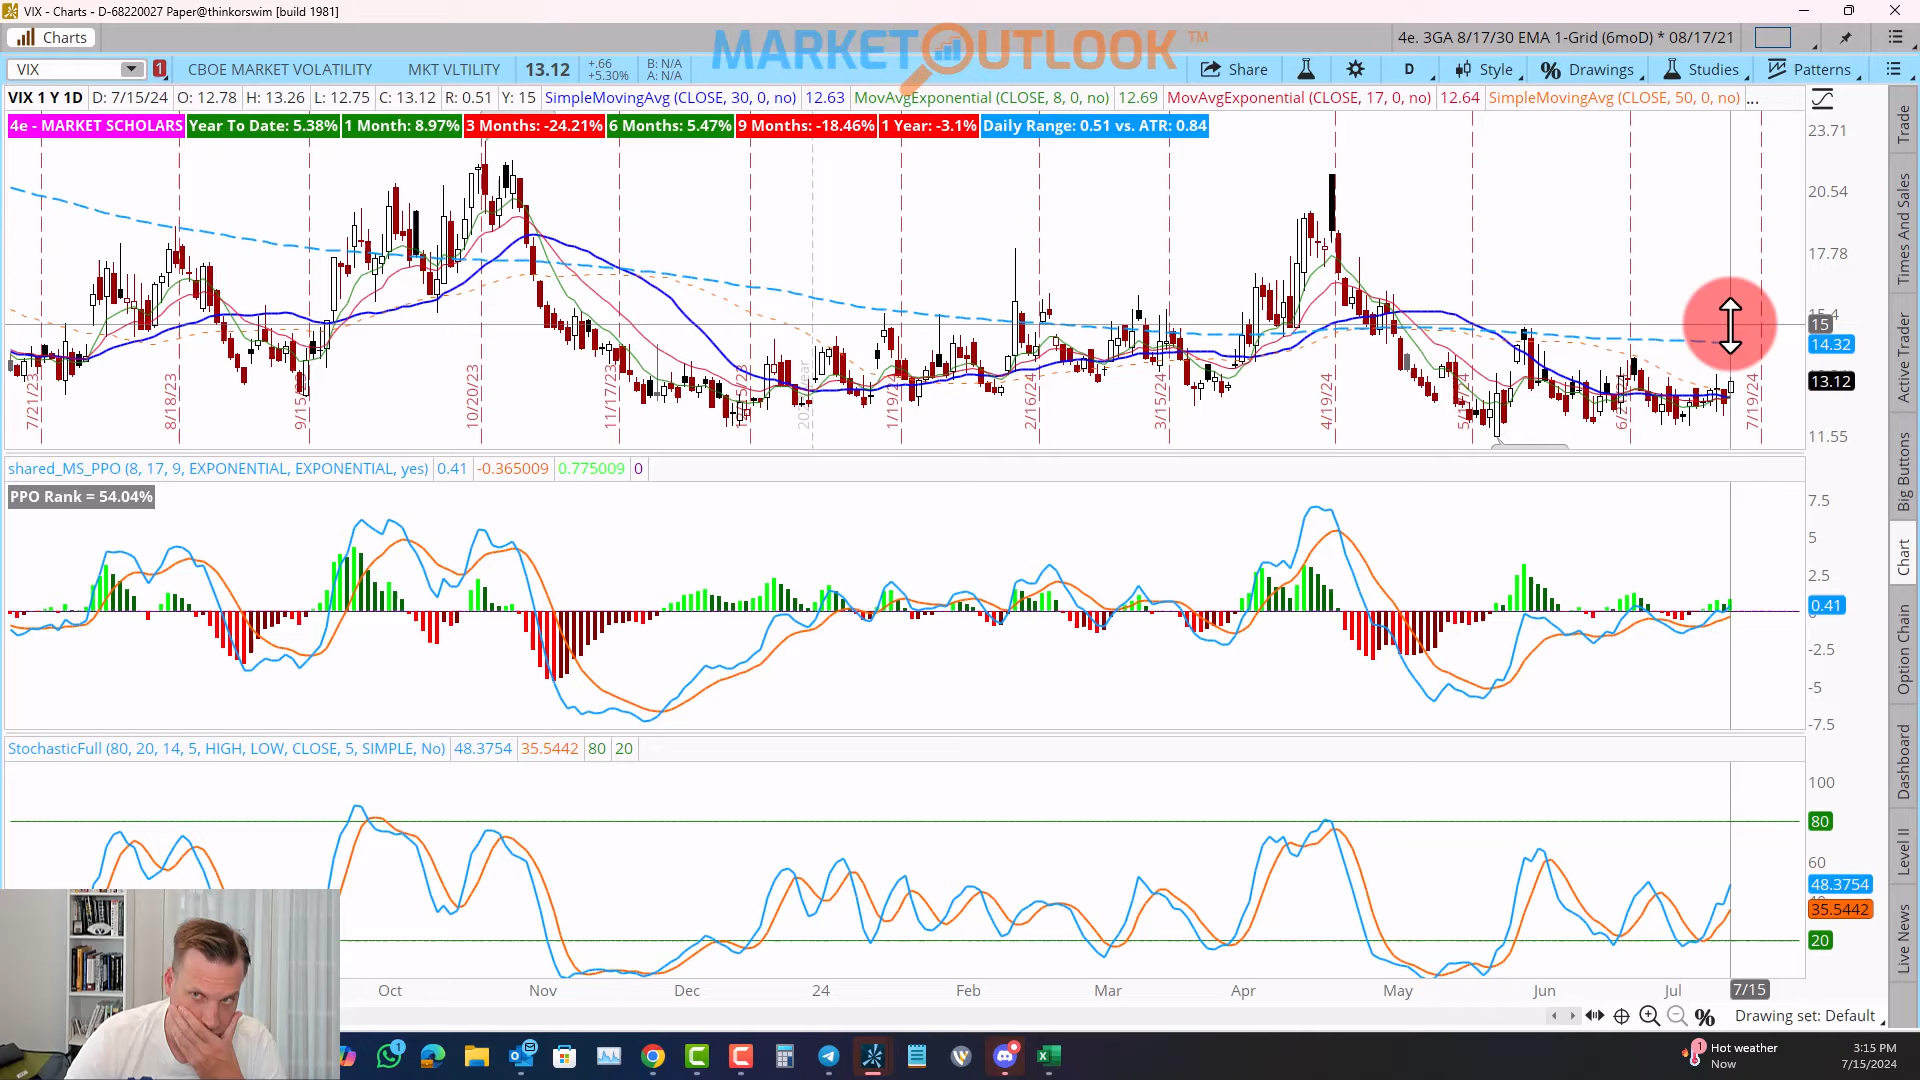 VIX - Charts - D-68220027 Paper@thinkorswim [build 1981]
Charts
MARKET OUTLOOK ™
4e. 3GA 8/17/30 EMA 1-Grid (6moD) * 08/17/21
VIX
1
CBOE MARKET VOLATILITY
MKT VLTILITY
13.12
+.66
+5.30%
B: N/A
A: N/A
Share
D
Style
Drawings
Studies
Patterns
VIX 1 Y 1D
D: 7/15/24
O: 12.78
H: 13.26
L: 12.75
C: 13.12
R: 0.51
Y: 15
SimpleMovingAvg (CLOSE, 30, 0, no)
12.63
MovAvgExponential (CLOSE, 8, 0, no)
12.69
MovAvgExponential (CLOSE, 17, 0, no)
12.64
SimpleMovingAvg (CLOSE, 50, 0, no)
...
4e - MARKET SCHOLARS
Year To Date: 5.38%
1 Month: 8.97%
3 Months: -24.21%
6 Months: 5.47%
9 Months: -18.46%
1 Year: -3.1%
Daily Range: 0.51 vs. ATR: 0.84
23.71
20.54
17.78
15
14.32
13.12
11.55
7/21/23
8/18/23
10/20/23
11/17/23
1/19/24
2/16/24
3/15/24
4/19/24
7/19/24
shared_MS_PPO (8, 17, 9, EXPONENTIAL, EXPONENTIAL, yes)
0.41
-0.365009
0.775009
0
PPO Rank = 54.04%
7.5
5
2.5
0.41
-2.5
-5
-7.5
StochasticFull (80, 20, 14, 5, HIGH, LOW, CLOSE, 5, SIMPLE, No)
48.3754
35.5442
80
20
100
80
60
48.3754
35.5442
20
Oct
Nov
Dec
24
Feb
Mar
Apr
May
Jun
Jul
7/15
Drawing set: Default
Trade
Times And Sales
Active Trader
Big Buttons
Chart
Option Chain
Dashboard
Level II
Live News
1
1
Hot weather
Now
3:15 PM
7/15/2024